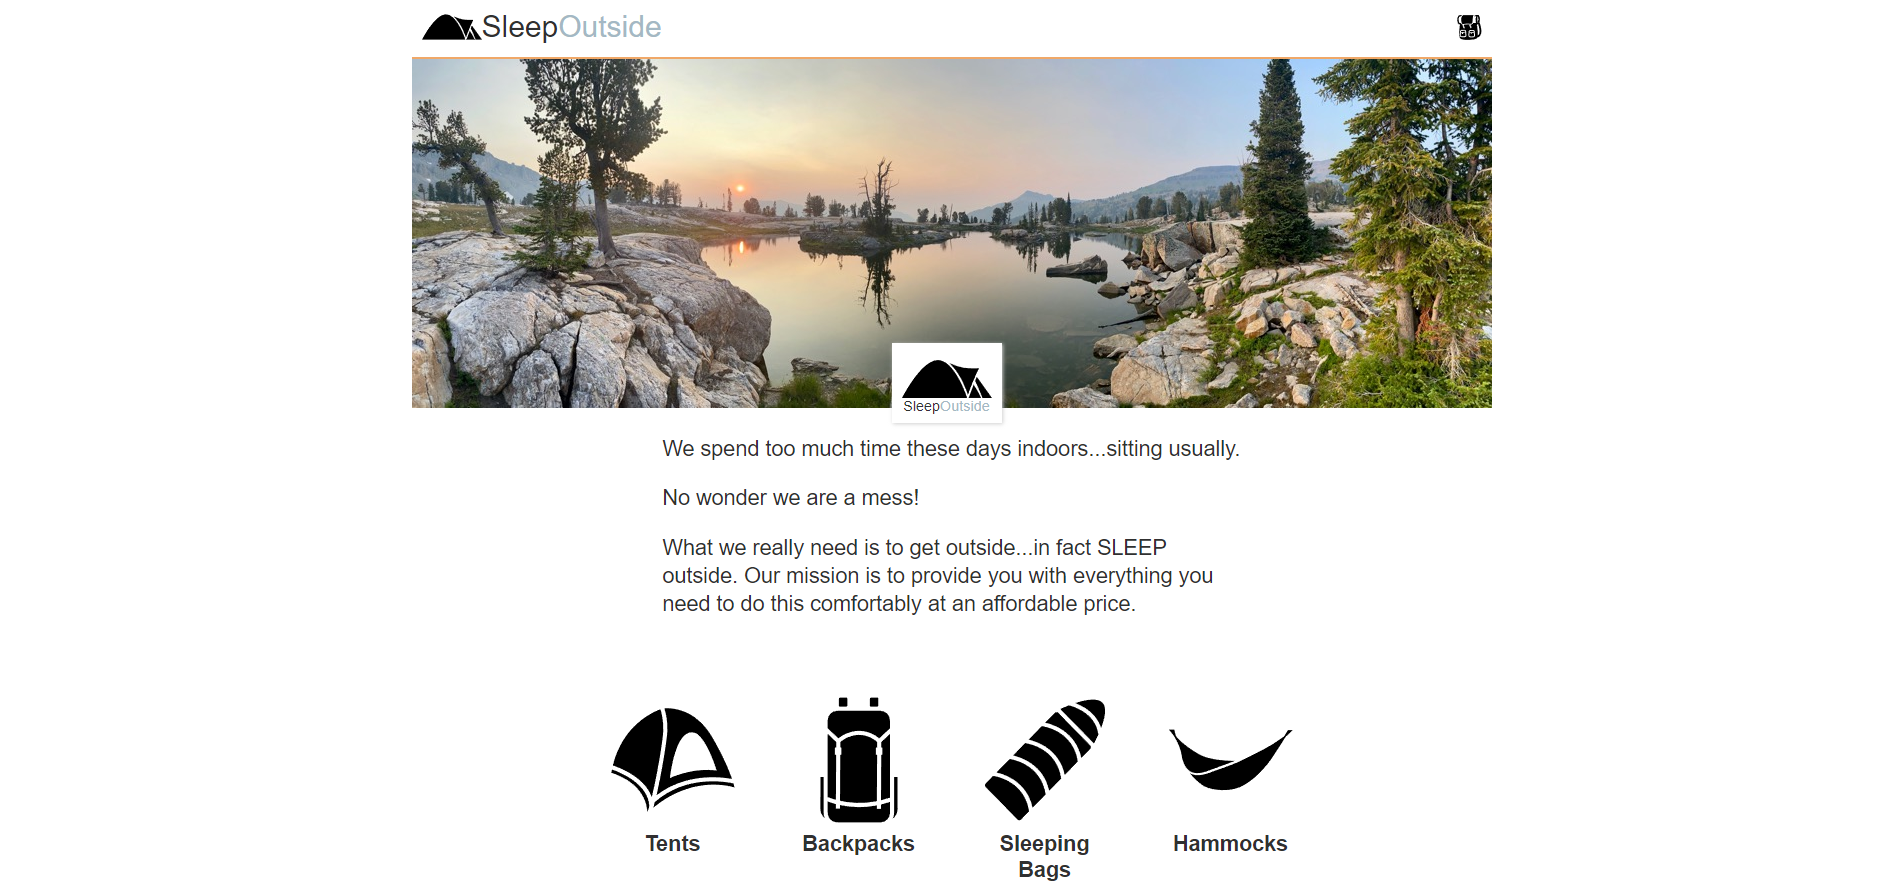 SleepOutside
SleepOutside
We spend too much time these days indoors...sitting usually.
No wonder we are a mess!
What we really need is to get outside...in fact SLEEP
outside. Our mission is to provide you with everything you
need to do this comfortably at an affordable price.
Tents
Backpacks
Sleeping
Bags
Hammocks